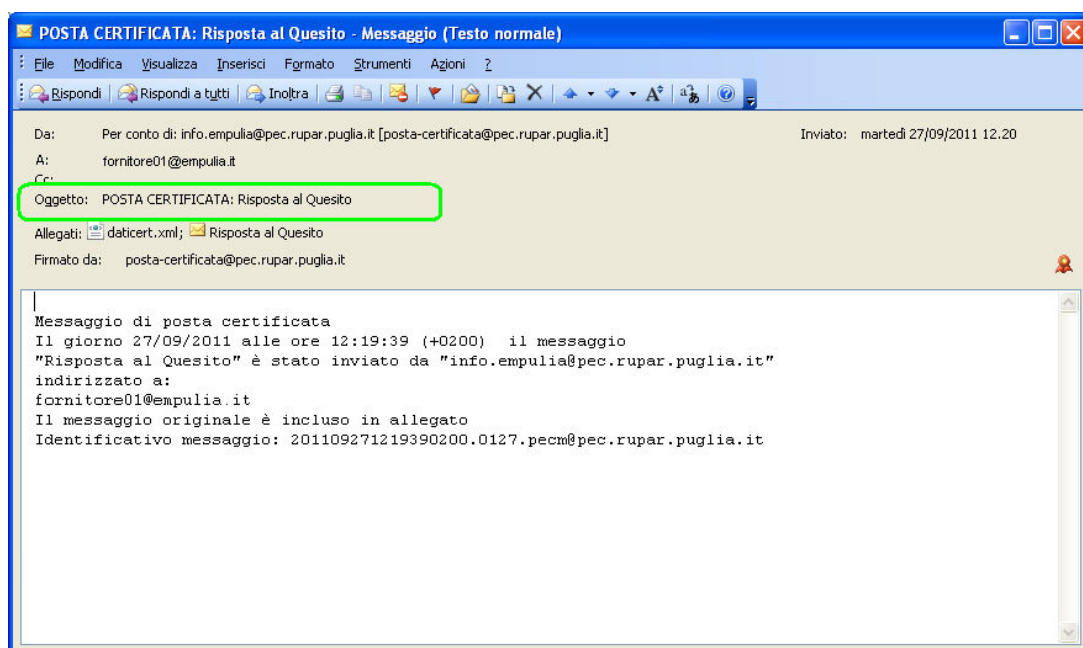 POSTA CERTIFICATA: Risposta al Quesito - Messaggio (Testo normale)
File Modifica Visualizza Inserisci Formato Strumenti Azioni ?
Rispondi Rispondi a tutti Inoltra
Da: Per conto di: info.empulia@pec.rupar.puglia.it [posta-certificata@pec.rupar.puglia.it] Inviato: martedì 27/09/2011 12.20
A: fornitore01@empulia.it
Cc:
Oggetto: POSTA CERTIFICATA: Risposta al Quesito
Allegati: daticert.xml; Risposta al Quesito
Firmato da: posta-certificata@pec.rupar.puglia.it
Messaggio di posta certificata
Il giorno 27/09/2011 alle ore 12:19:39 (+0200) il messaggio
"Risposta al Quesito" è stato inviato da "info.empulia@pec.rupar.puglia.it"
indirizzato a:
fornitore01@empulia.it
Il messaggio originale è incluso in allegato
Identificativo messaggio: 201109271219390200.0127.pecm@pec.rupar.puglia.it